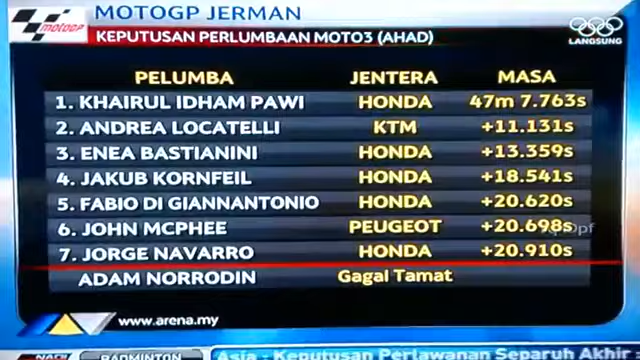 MOTOGP JERMAN
KEPUTUSAN PERLUMBAAN MOTO3 (AHAD)
motoGP
LANGSUNG
PELUMBA JENTERA MASA
1. KHAIRUL IDHAM PAWI HONDA 47m 7.763s
2. ANDREA LOCATELLI KTM +11.131s
3. ENEA BASTIANINI HONDA +13.359s
4. JAKUB KORNFEIL HONDA +18.541s
5. FABIO DI GIANNANTONIO HONDA +20.620s
6. JOHN MCPHEE PEUGEOT +20.698s
7. JORGE NAVARRO HONDA +20.910s
ADAM NORRODIN Gagal Tamat
www.arena.my
BADMINTON Asia - Keputusan Perlawanan Separuh Akhir